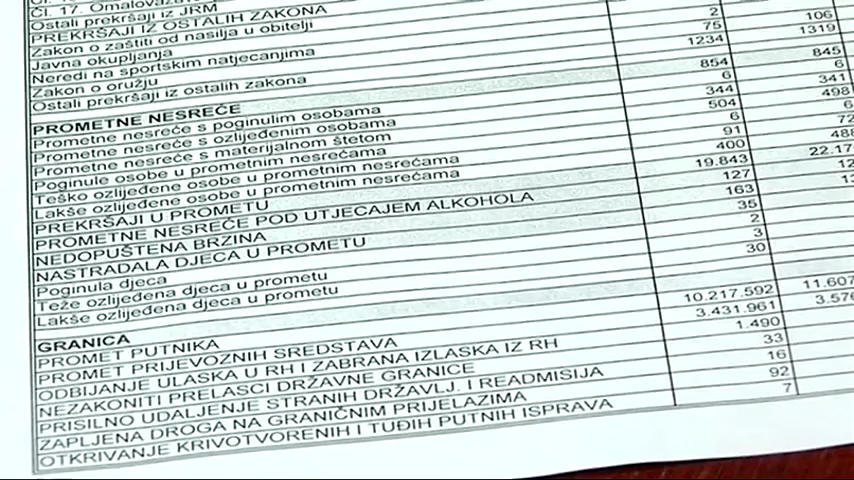 Čl. 17.
Ostali prekršaji iz JRM
PREKRŠAJI IZ OSTALIH ZAKONA
Zakon o zaštiti od nasilja u obitelji
Javna okupljanja
Neredi na sportskim natjecanjima 2
Zakon o oružju 75 106
Ostali prekršaji iz ostalih zakona 1234 1319
PROMETNE NESREĆE 854 845
Prometne nesreće s poginulim osobama 6 6
Prometne nesreće s ozlijeđenim osobama 344 341
Prometne nesreće s materijalnom štetom 504 498
Poginule osobe u prometnim nesrećama 6 6
Teško ozlijeđene osobe u prometnim nesrećama 91 72
Lakše ozlijeđene osobe u prometnim nesrećama 400 488
PREKRŠAJI U PROMETU 19.843 22.17
PROMETNE NESREĆE POD UTJECAJEM ALKOHOLA 127 12
NEDOPUŠTENA BRZINA 163
NASTRADALA DJECA U PROMETU 35
Poginula djeca 2
Teže ozlijeđena djeca u prometu 3
Lakše ozlijeđena djeca u prometu 30
GRANICA
PROMET PUTNIKA 10.217.592 11.607
PROMET PRIJEVOZNIH SREDSTAVA 3.431.961 3.576
ODBIJANJE ULASKA U RH I ZABRANA IZLASKA IZ RH 1.490
NEZAKONITI PRELASCI DRŽAVNE GRANICE 33
PRISILNO UDALJENJE STRANIH DRŽAVLJ. I READMISIJA 16
ZAPLJENA DROGA NA GRANIČNIM PRIJELAZIMA 92
OTKRIVANJE KRIVOTVORENIH I TUĐIH PUTNIH ISPRAVA 7